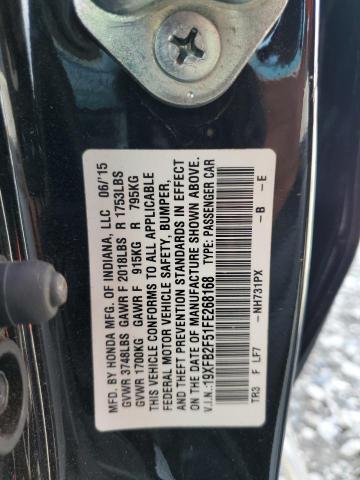 MFD. BY HONDA MFG. OF INDIANA, LLC 06/'15
GVWR 3748LBS GAWR F 2018LBS R 1753LBS
GVWR 1700KG GAWR F 915KG R 795KG
THIS VEHICLE CONFORMS TO ALL APPLICABLE
FEDERAL MOTOR VEHICLE SAFETY, BUMPER,
AND THEFT PREVENTION STANDARDS IN EFFECT
ON THE DATE OF MANUFACTURE SHOWN ABOVE.
V.I.N.:19XFB2F51FE268168 TYPE: PASSENGER CAR
-NH731PX -B -E
TR3 F LF7